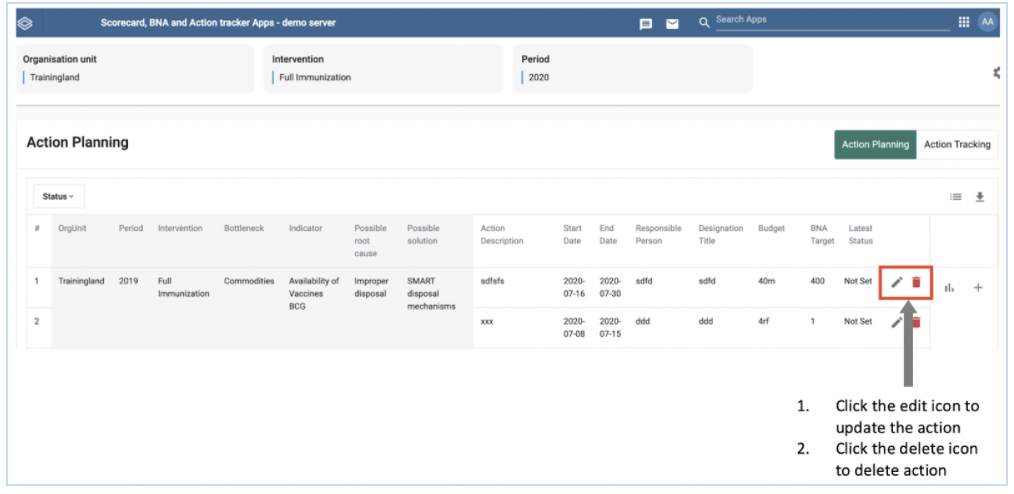 Scorecard, BNA and Action tracker Apps - demo server
Search Apps
AA
Organisation unit
Trainingland
Intervention
Full Immunization
Period
2020
Action Planning
Action Planning
Action Tracking
Status
# OrgUnit Period Intervention Bottleneck Indicator Possible root cause Possible solution Action Description Start Date End Date Responsible Person Designation Title Budget BNA Target Latest Status
1 Trainingland 2019 Full Immunization Commodities Availability of Vaccines BCG Improper disposal SMART disposal mechanisms sdfsfs 2020-07-16 2020-07-30 sdfd sdfd 40m 400 Not Set
2 xxx 2020-07-08 2020-07-15 ddd ddd 4rf 1 Not Set
1. Click the edit icon to
update the action
2. Click the delete icon
to delete action